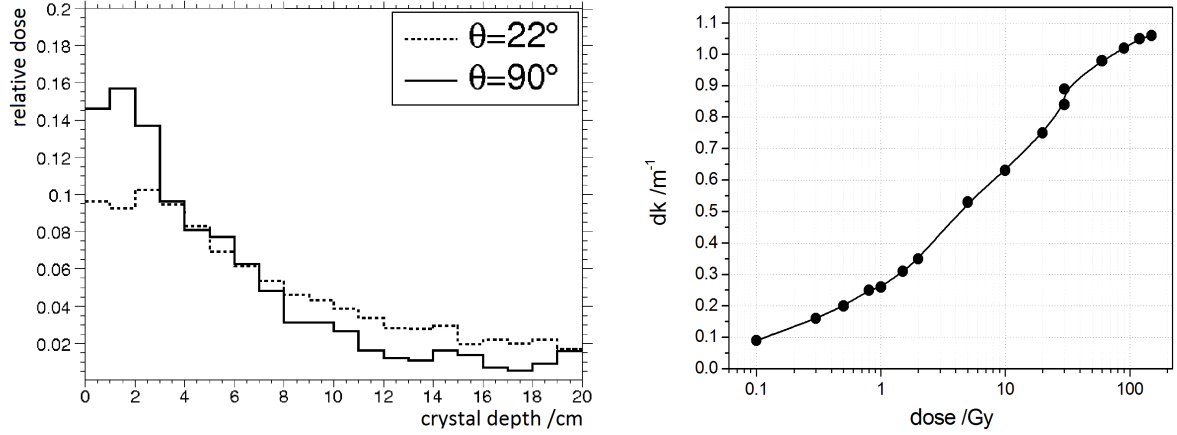 relative dose
0.2
0.18
0.16
0.14
0.12
0.1
0.08
0.06
0.04
0.02
θ=22°
θ=90°
0 2 4 6 8 10 12 14 16 18 20
crystal depth /cm
dk /m⁻¹
1.1
1.0
0.9
0.8
0.7
0.6
0.5
0.4
0.3
0.2
0.1
0.0
0.1 1 10 100
dose /Gy